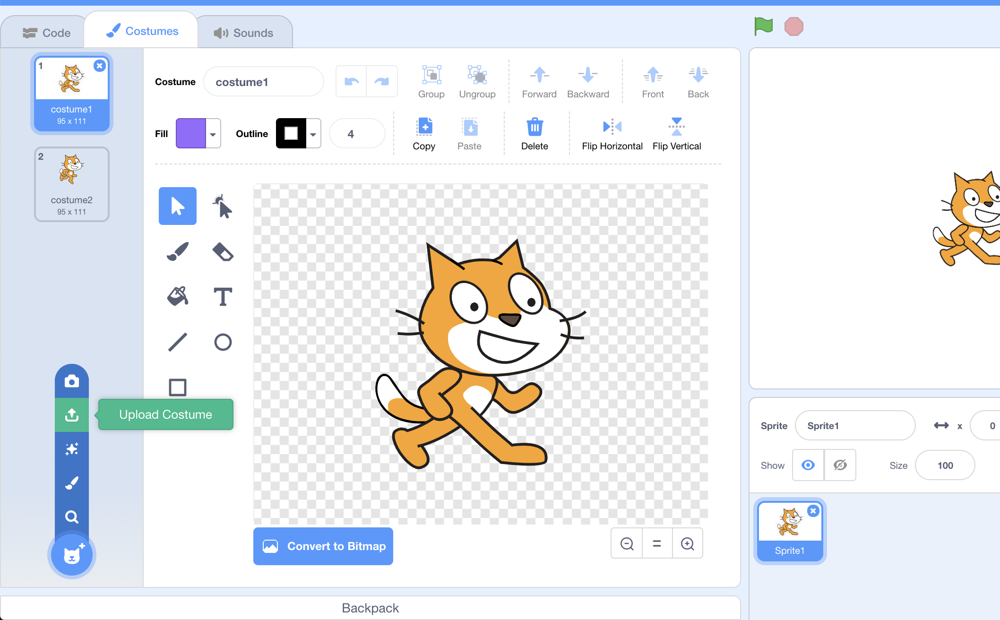 Code
Costumes
Sounds
1
costume1
95 x 111
2
costume2
95 x 111
Costume
costume1
Group
Ungroup
Forward
Backward
Front
Back
Fill
Outline
4
Copy
Paste
Delete
Flip Horizontal
Flip Vertical
Upload Costume
Convert to Bitmap
Backpack
Sprite
Sprite1
x
0
Show
Size
100
Sprite1